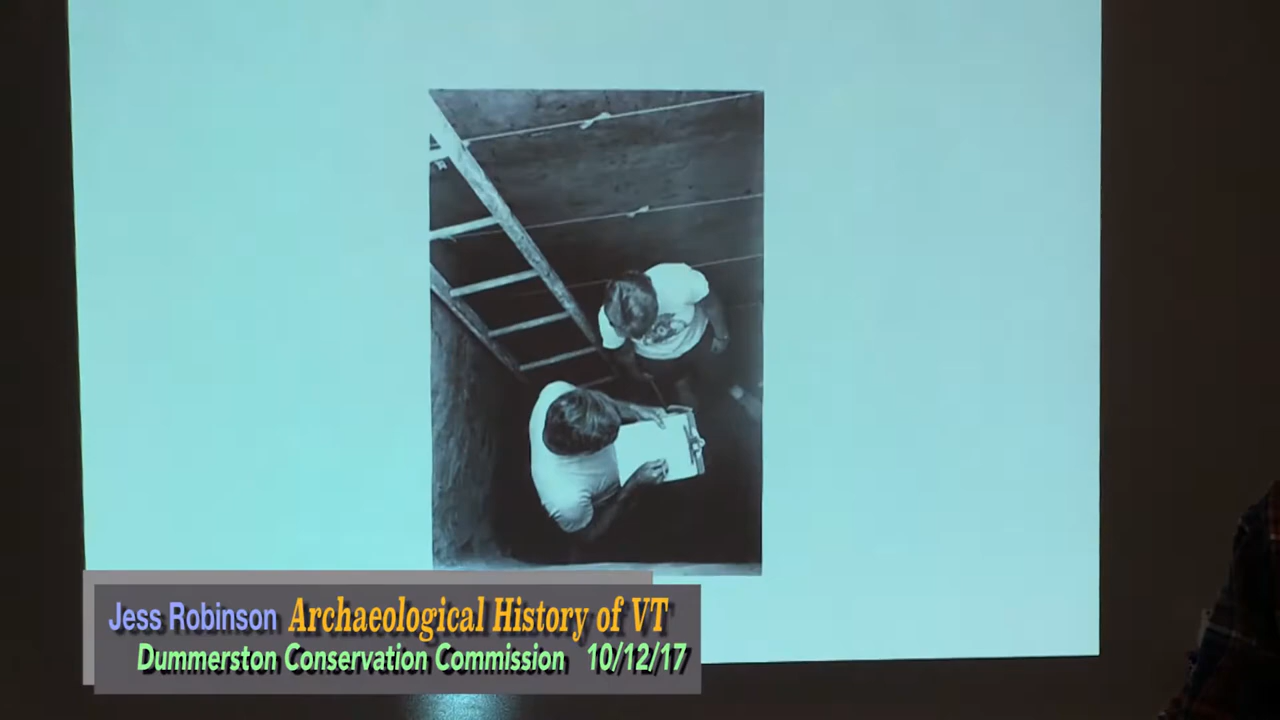 Jess Robinson Archaeological History of VT
Dummerston Conservation Commission 10/12/17